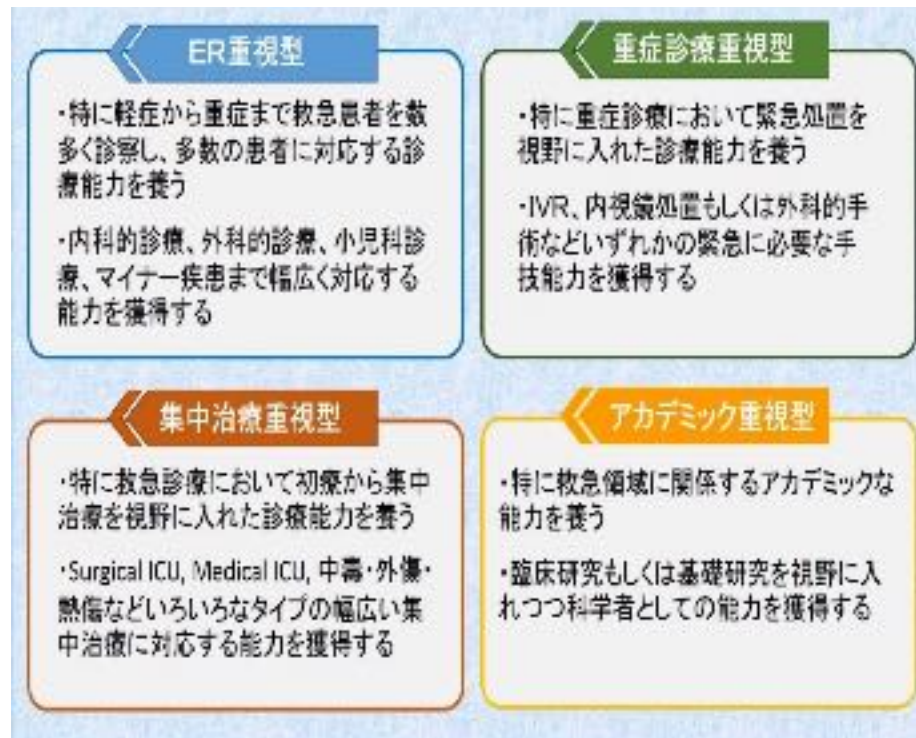 ER重視型
・特に軽症から重症まで救急患者を数
多く診察し、多数の患者に対応する診
療能力を養う
・内科的診療、外科的診療、小児科診
療、マイナー疾患まで幅広く対応する
能力を獲得する
重症診療重視型
・特に重症診療において緊急処置を
視野に入れた診療能力を養う
・IVR、内視鏡処置もしくは外科的手
術などいずれかの緊急に必要な手
技能力を獲得する
集中治療重視型
・特に救急診療において初療から集中
治療を視野に入れた診療能力を養う
・Surgical ICU, Medical ICU, 中毒・外傷・
熱傷などいろいろなタイプの幅広い集
中治療に対応する能力を獲得する
アカデミック重視型
・特に救急領域に関係するアカデミックな
能力を養う
・臨床研究もしくは基礎研究を視野に入
れつつ科学者としての能力を獲得する